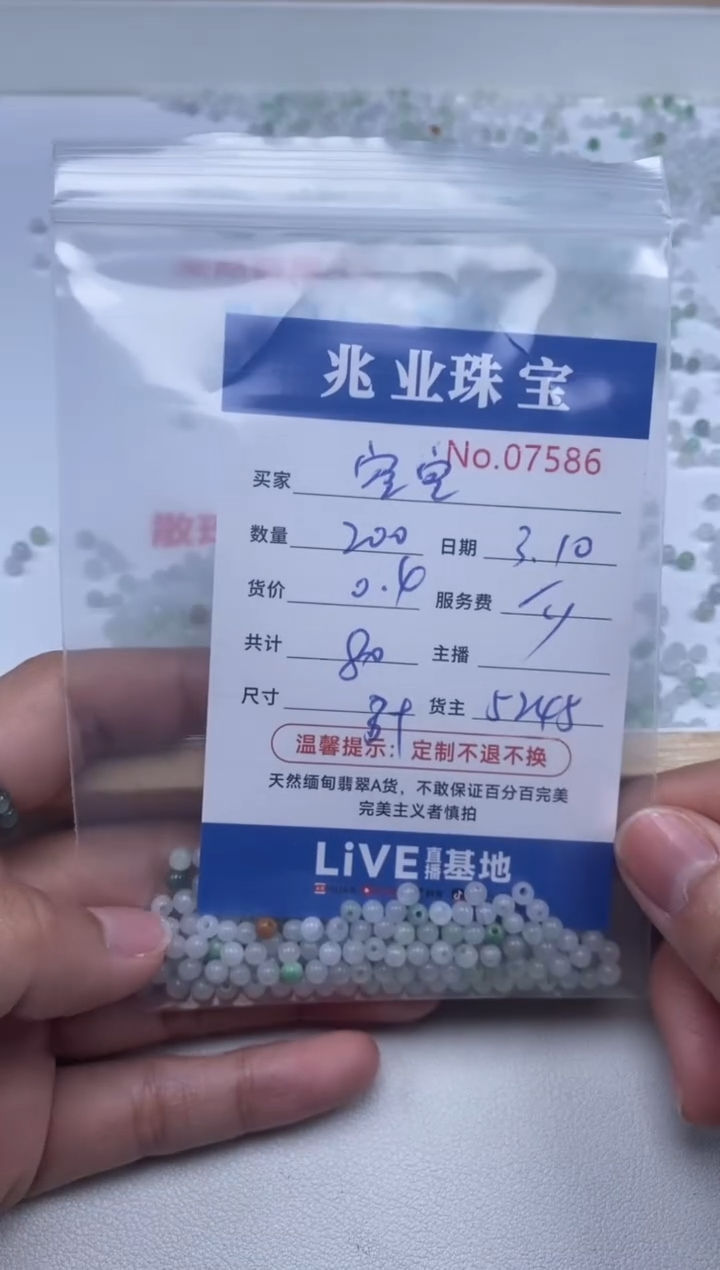 兆业珠宝
No.07586
买家 宝宝
数量 200 日期 3.10
货价 0.4 服务费
共计 80 主播
尺寸 货主 5245
温馨提示：定制不退不换
天然缅甸翡翠A货，不敢保证百分百完美
完美主义者慎拍
LiVE直播基地
散珠